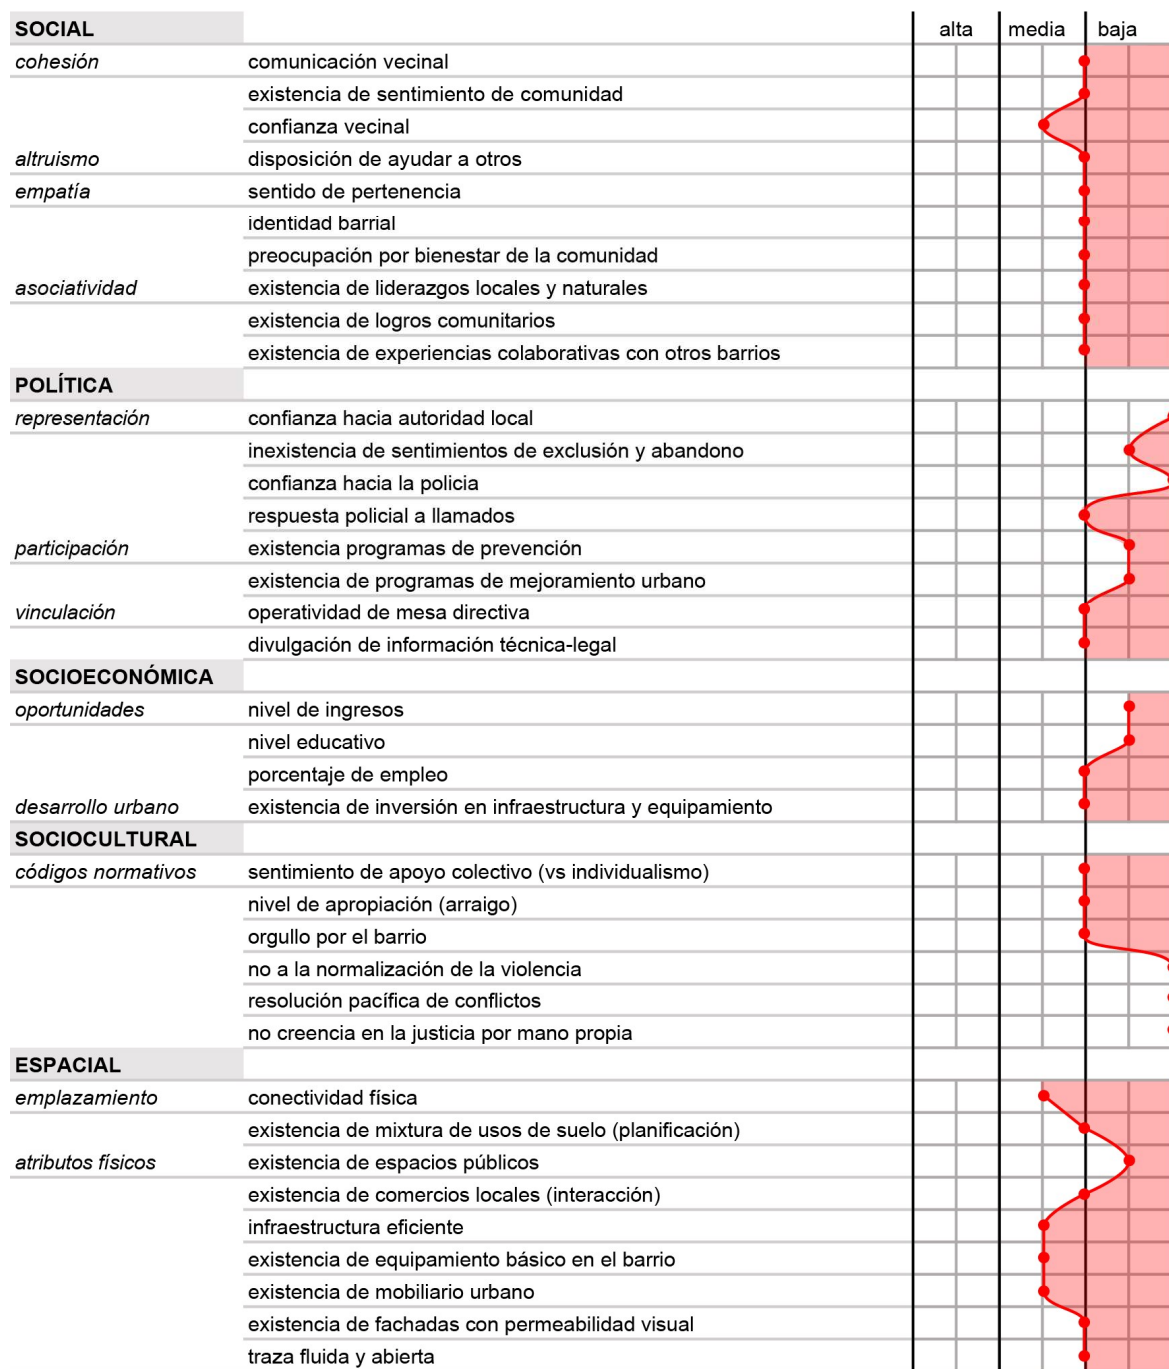 SOCIAL alta media baja
cohesión comunicación vecinal
existencia de sentimiento de comunidad
confianza vecinal
altruismo disposición de ayudar a otros
empatía sentido de pertenencia
identidad barrial
preocupación por bienestar de la comunidad
asociatividad existencia de liderazgos locales y naturales
existencia de logros comunitarios
existencia de experiencias colaborativas con otros barrios
POLÍTICA
representación confianza hacia autoridad local
inexistencia de sentimientos de exclusión y abandono
confianza hacia la policia
respuesta policial a llamados
participación existencia programas de prevención
existencia de programas de mejoramiento urbano
vinculación operatividad de mesa directiva
divulgación de información técnica-legal
SOCIOECONÓMICA
oportunidades nivel de ingresos
nivel educativo
porcentaje de empleo
desarrollo urbano existencia de inversión en infraestructura y equipamiento
SOCIOCULTURAL
códigos normativos sentimiento de apoyo colectivo (vs individualismo)
nivel de apropiación (arraigo)
orgullo por el barrio
no a la normalización de la violencia
resolución pacífica de conflictos
no creencia en la justicia por mano propia
ESPACIAL
emplazamiento conectividad física
existencia de mixtura de usos de suelo (planificación)
atributos físicos existencia de espacios públicos
existencia de comercios locales (interacción)
infraestructura eficiente
existencia de equipamiento básico en el barrio
existencia de mobiliario urbano
existencia de fachadas con permeabilidad visual
traza fluida y abierta